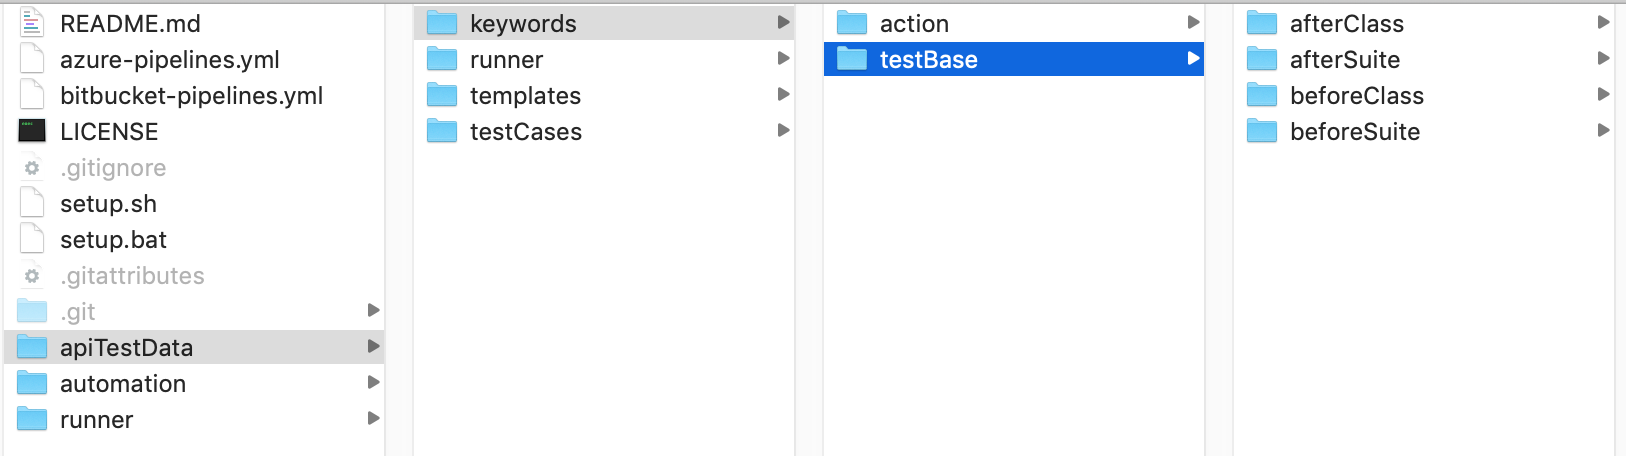 README.md
azure-pipelines.yml
bitbucket-pipelines.yml
LICENSE
.gitignore
setup.sh
setup.bat
.gitattributes
.git
apiTestData
automation
runner
keywords
runner
templates
testCases
action
testBase
afterClass
afterSuite
beforeClass
beforeSuite